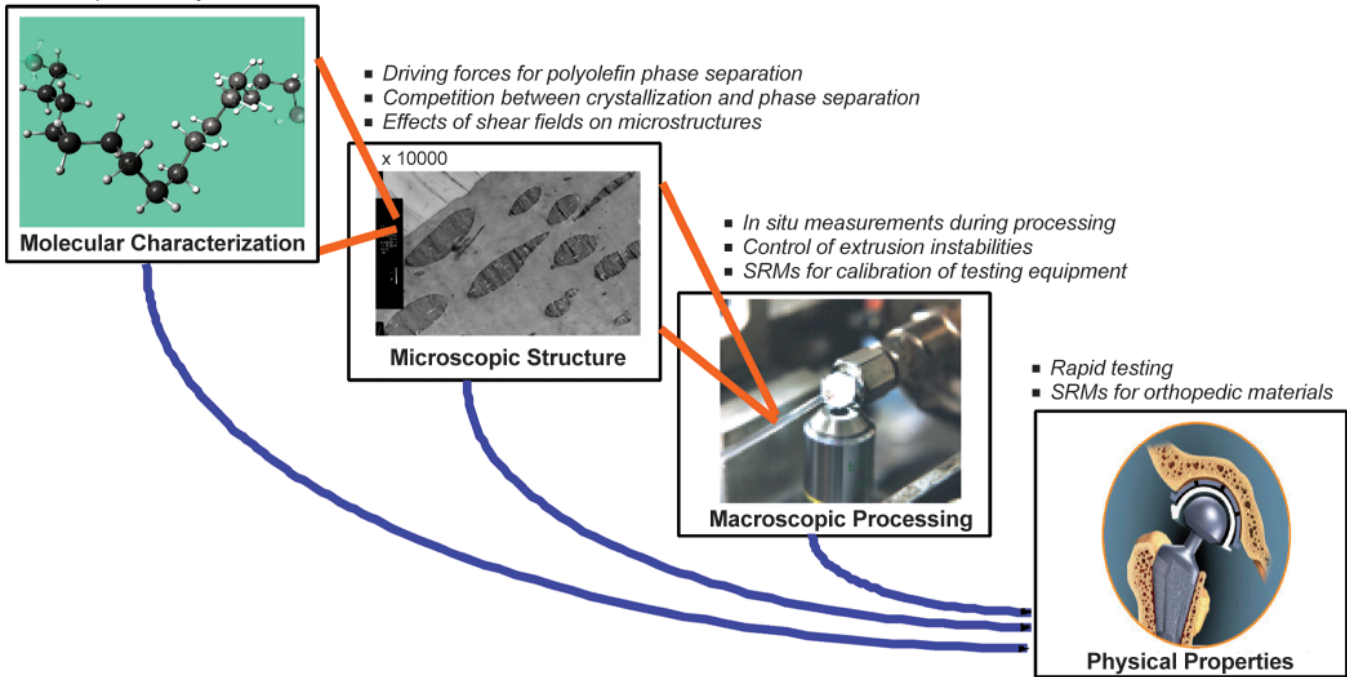 ▪ Driving forces for polyolefin phase separation
▪ Competition between crystallization and phase separation
▪ Effects of shear fields on microstructures
x 10000
Molecular Characterization
▪ In situ measurements during processing
▪ Control of extrusion instabilities
▪ SRMs for calibration of testing equipment
Microscopic Structure
▪ Rapid testing
▪ SRMs for orthopedic materials
Macroscopic Processing
Physical Properties